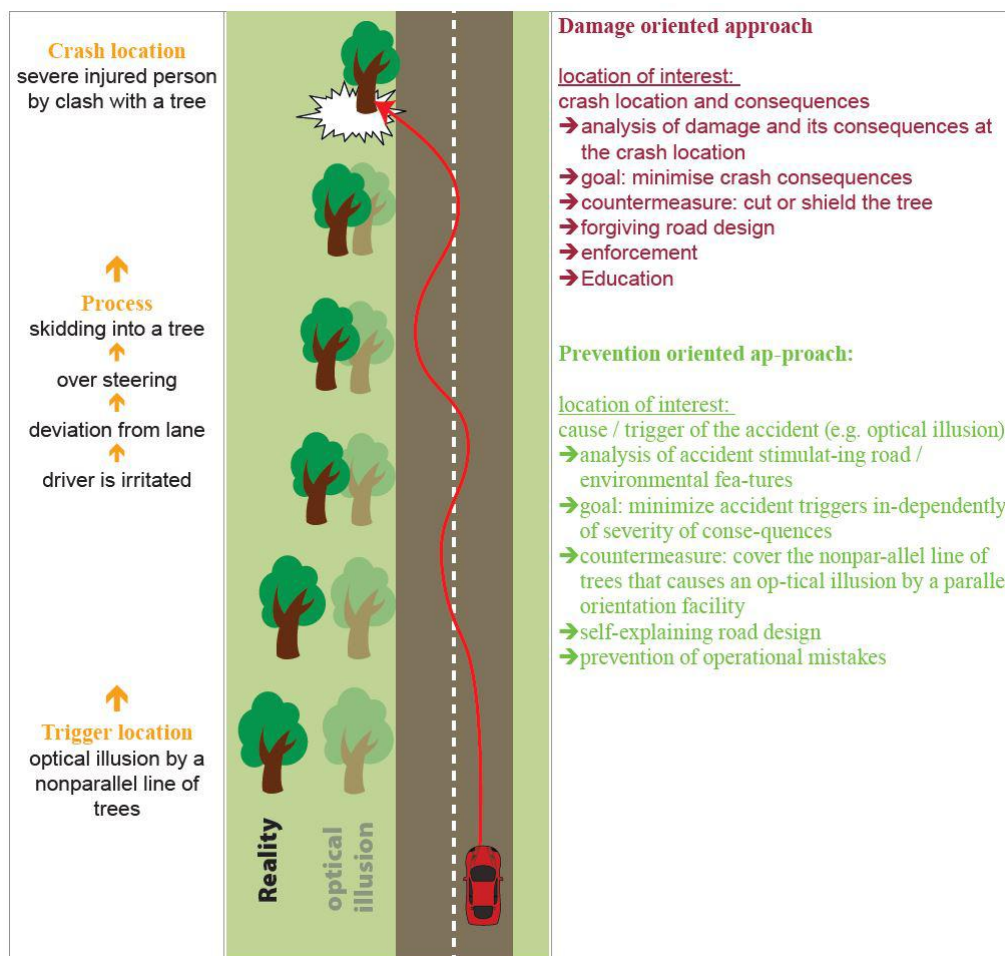 Crash location
severe injured person
by clash with a tree
Process
skidding into a tree
over steering
deviation from lane
driver is irritated
Trigger location
optical illusion by a
nonparallel line of
trees
Reality
optical
illusion
Damage oriented approach
location of interest:
crash location and consequences
➔analysis of damage and its consequences at
the crash location
➔goal: minimise crash consequences
➔countermeasure: cut or shield the tree
➔forgiving road design
➔enforcement
➔Education
Prevention oriented ap-proach:
location of interest:
cause / trigger of the accident (e.g. optical illusion)
➔analysis of accident stimulat-ing road /
environmental fea-tures
➔goal: minimize accident triggers in-dependently
of severity of conse-quences
➔countermeasure: cover the nonpar-allel line of
trees that causes an op-tical illusion by a paralle
orientation facility
➔self-explaining road design
➔prevention of operational mistakes